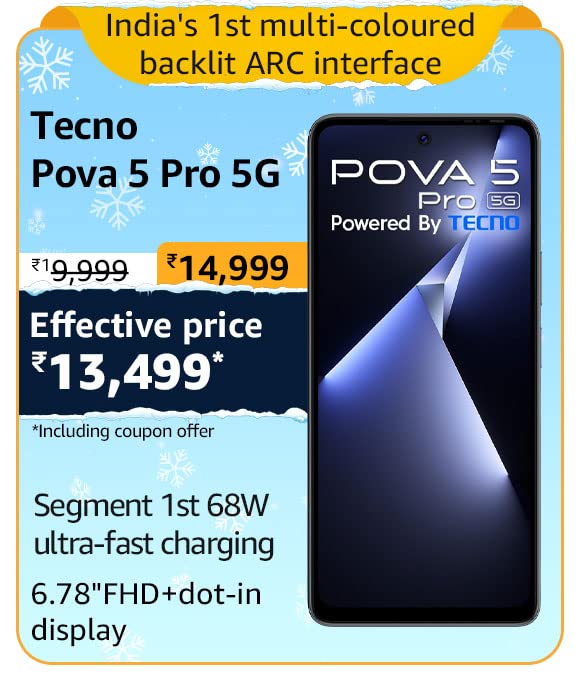 India's 1st multi-coloured
backlit ARC interface
Tecno
Pova 5 Pro 5G
₹19,999
₹14,999
Effective price
₹13,499*
*Including coupon offer
Segment 1st 68W
ultra-fast charging
6.78"FHD+dot-in
display
POVA 5
Pro 5G
Powered By TECNO